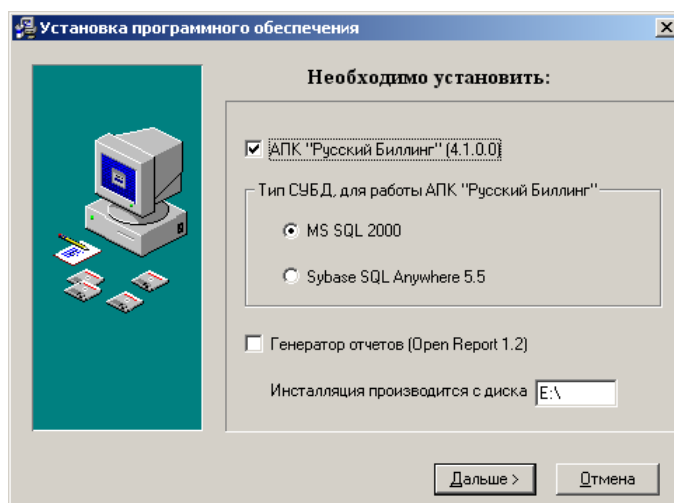 Установка программного обеспечения
Необходимо установить:
АПК "Русский Биллинг" (4.1.0.0)
Тип СУБД, для работы АПК "Русский Биллинг"
MS SQL 2000
Sybase SQL Anywhere 5.5
Генератор отчетов (Open Report 1.2)
Инсталляция производится с диска E:\
Дальше > Отмена